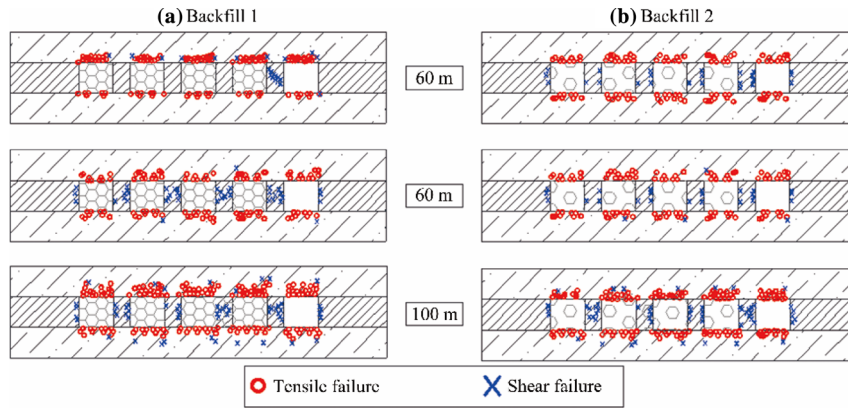 (a) Backfill 1
(b) Backfill 2
60 m
60 m
100 m
Tensile failure
Shear failure